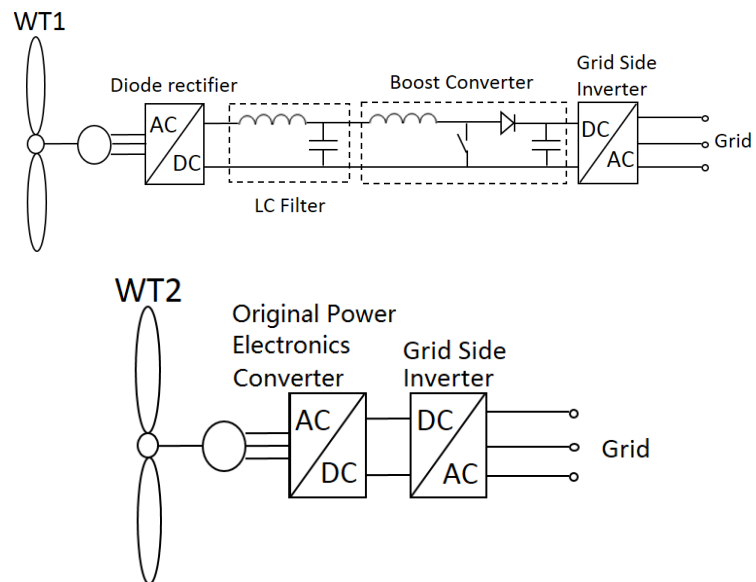 WT1
Diode rectifier
AC
DC
LC Filter
Boost Converter
Grid Side
Inverter
DC
AC
Grid
WT2
Original Power
Electronics
Converter
AC
DC
Grid Side
Inverter
DC
AC
Grid